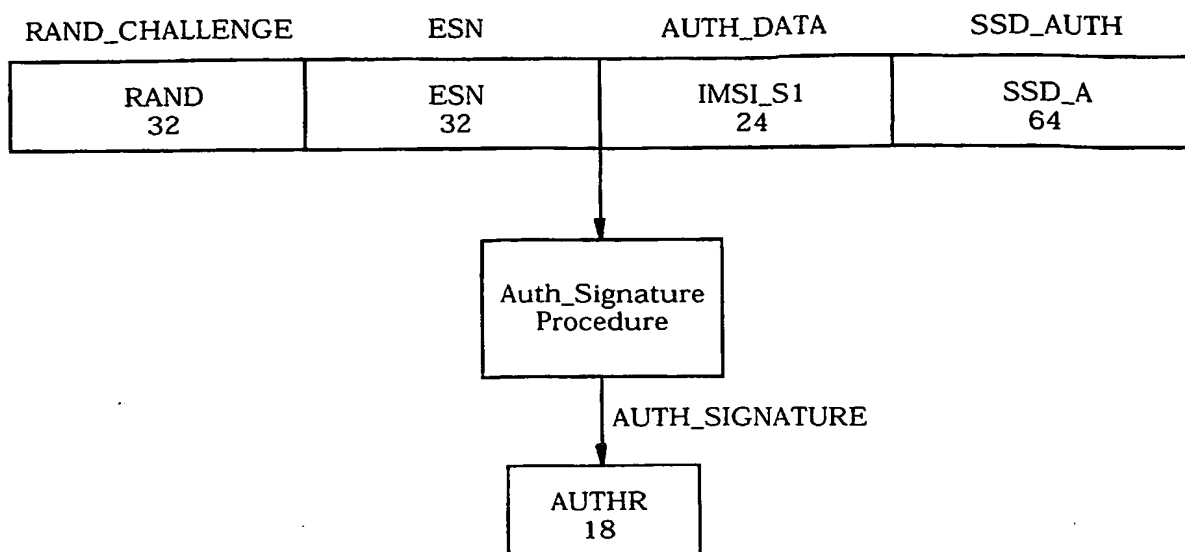 RAND_CHALLENGE ESN AUTH_DATA SSD_AUTH
RAND ESN IMSI_S1 SSD_A
32 32 24 64
Auth_Signature
Procedure
AUTH_SIGNATURE
AUTHR
18